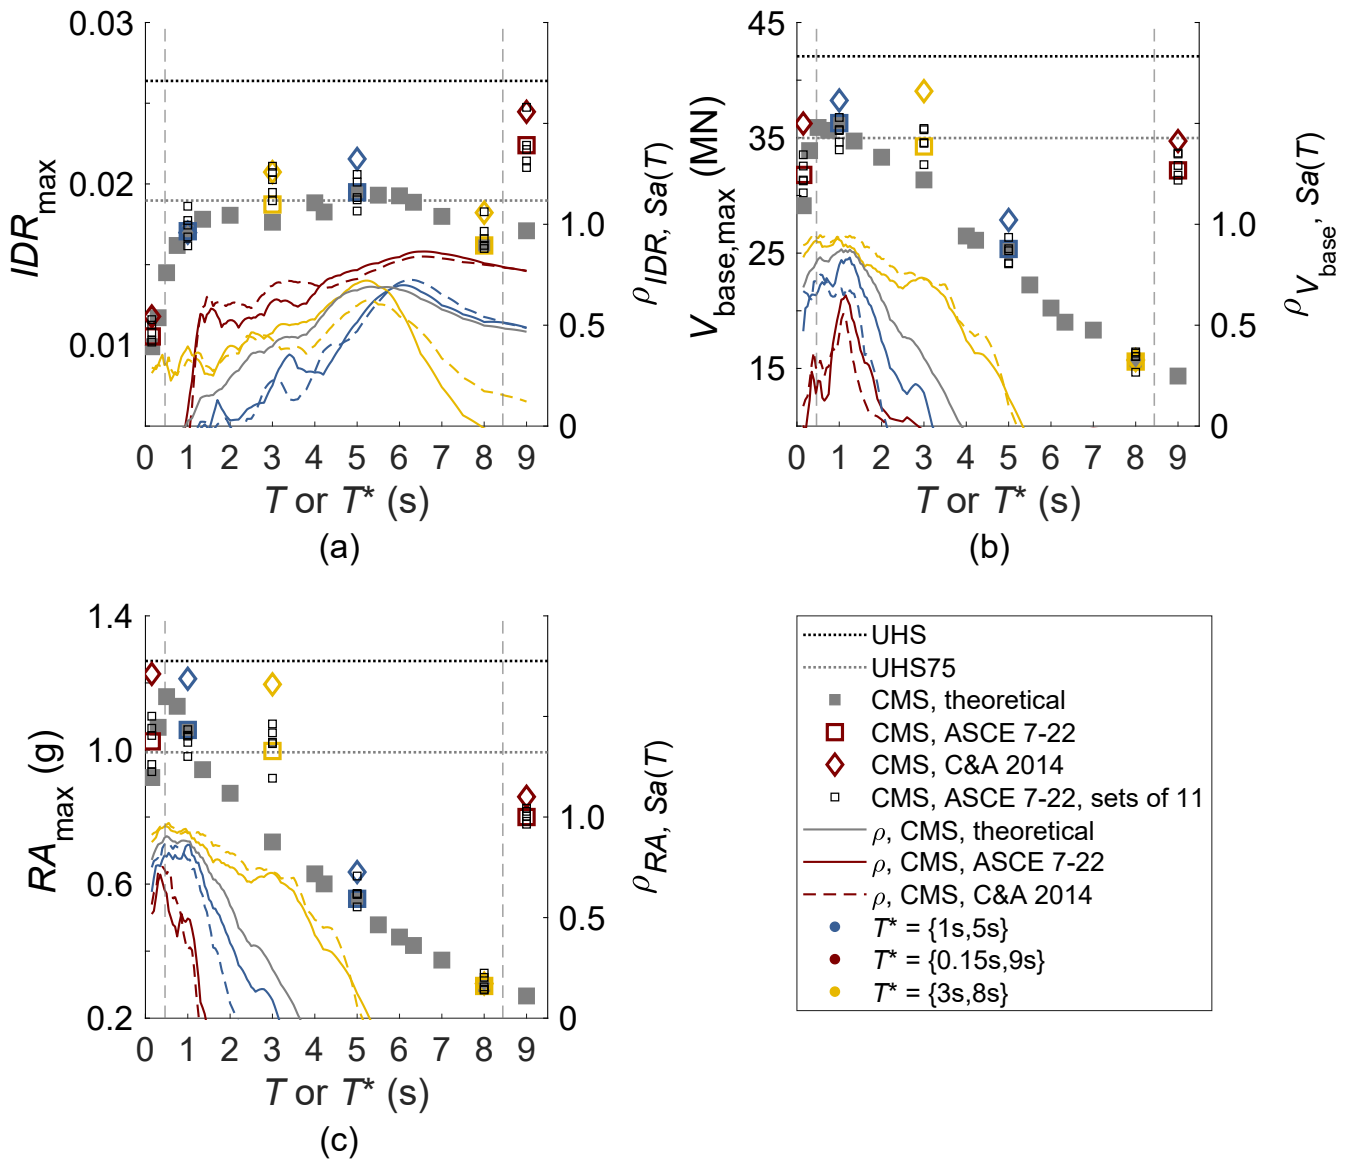 0.03
0.02
0.01
IDRmax
1.0
0.5
0
ρIDR, Sa(T)
0 1 2 3 4 5 6 7 8 9
T or T* (s)
(a)
45
35
25
15
Vbase,max (MN)
1.0
0.5
0
ρVbase, Sa(T)
0 1 2 3 4 5 6 7 8 9
T or T* (s)
(b)
1.4
1.0
0.6
0.2
RAmax (g)
1.0
0.5
0
ρRA, Sa(T)
0 1 2 3 4 5 6 7 8 9
T or T* (s)
(c)
UHS
UHS75
CMS, theoretical
CMS, ASCE 7-22
CMS, C&A 2014
CMS, ASCE 7-22, sets of 11
ρ, CMS, theoretical
ρ, CMS, ASCE 7-22
ρ, CMS, C&A 2014
T* = {1s,5s}
T* = {0.15s,9s}
T* = {3s,8s}